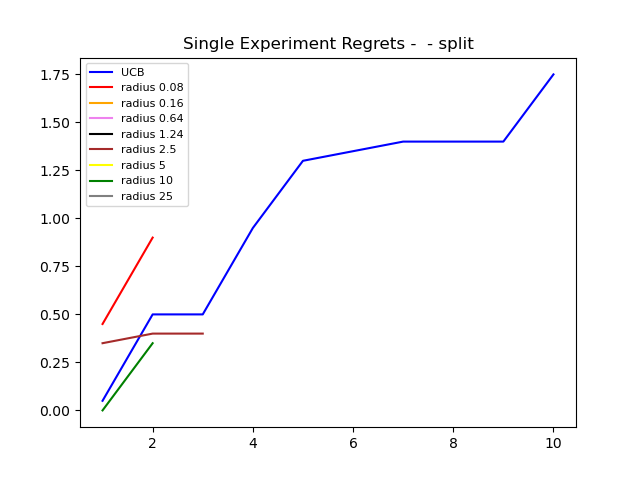 Single Experiment Regrets -  - split
UCB
radius 0.08
radius 0.16
radius 0.64
radius 1.24
radius 2.5
radius 5
radius 10
radius 25
1.75
1.50
1.25
1.00
0.75
0.50
0.25
0.00
2 4 6 8 10